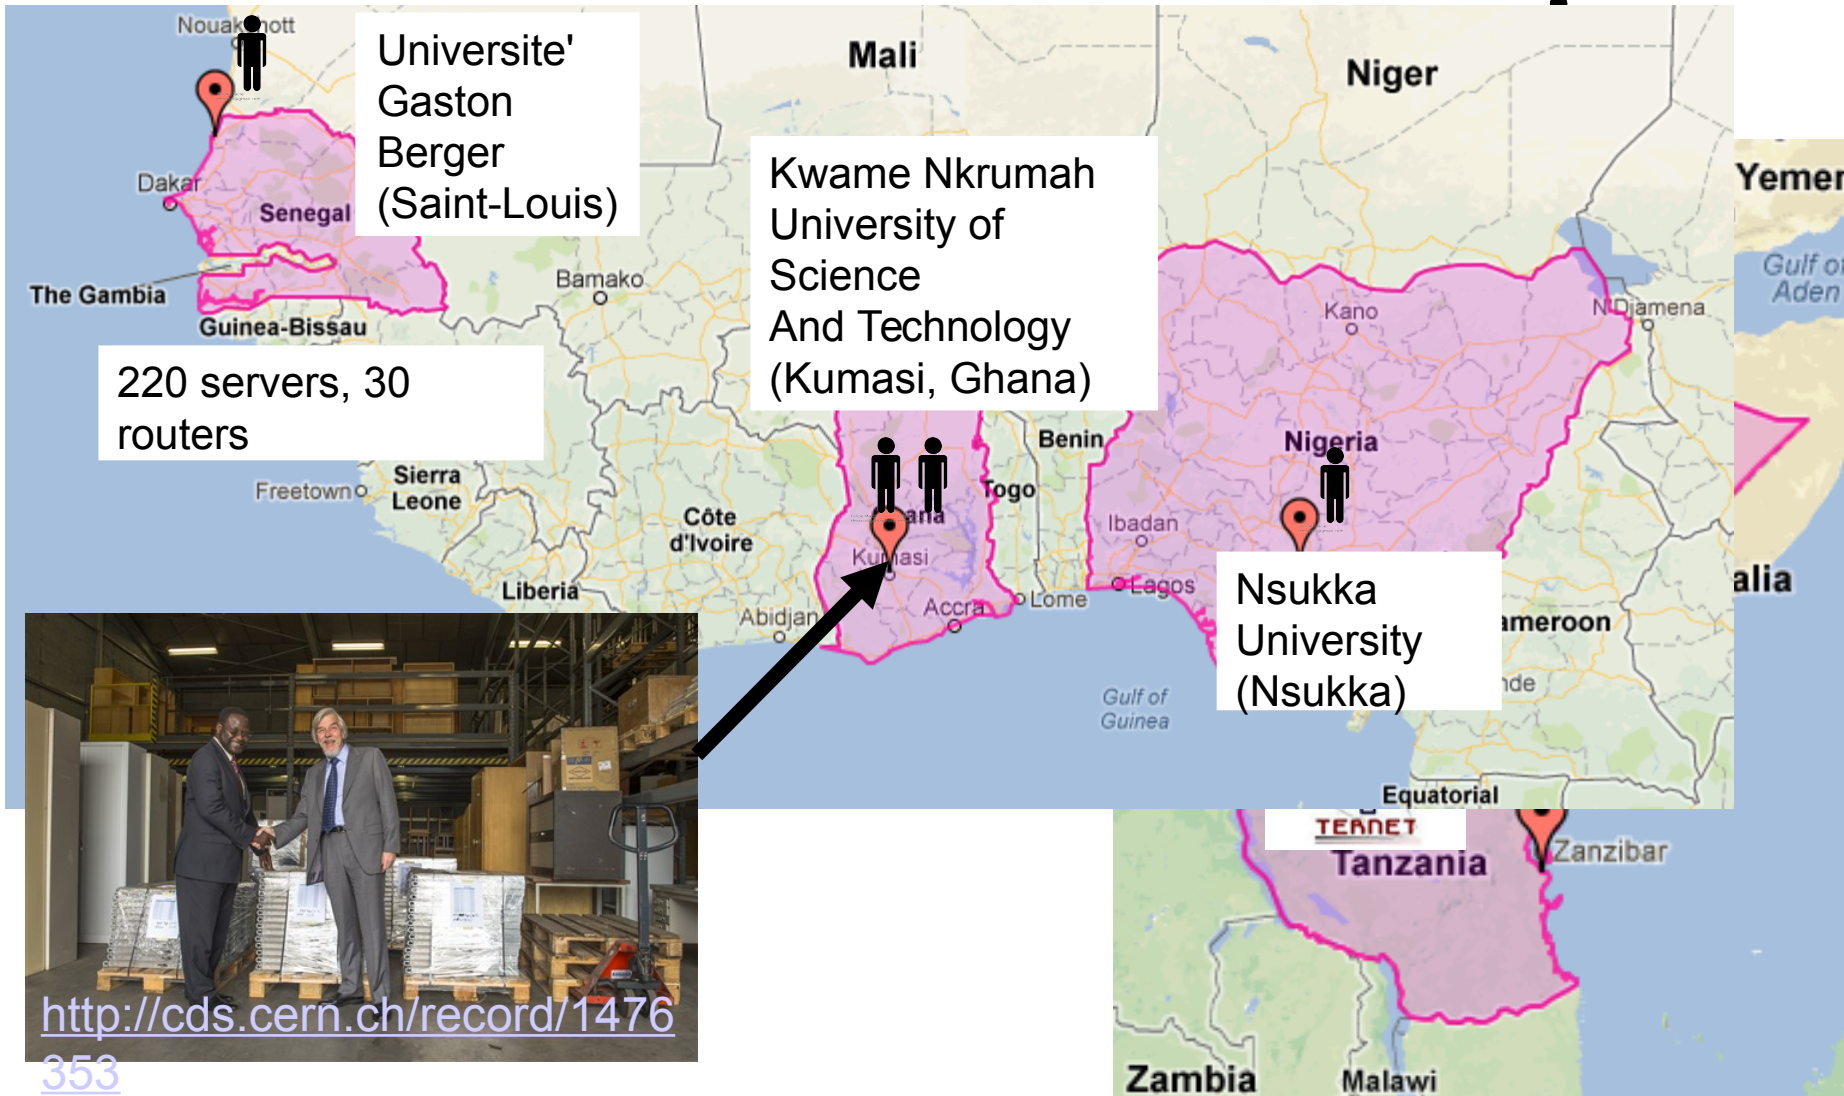 Universite'
Gaston
Berger
(Saint-Louis)
Mali
Niger
Kwame Nkrumah
University of
Science
And Technology
(Kumasi, Ghana)
Yemen
Gulf of
Aden
Dakar
Senegal
The Gambia
Guinea-Bissau
Bamako
Kano
N'Djamena
220 servers, 30
routers
Freetown
Sierra
Leone
Côte
d'Ivoire
Benin
Togo
Nigeria
Ibadan
Kumasi
Liberia
Abidjan
Accra
Lome
Lagos
Nsukka
University
(Nsukka)
Gulf of
Guinea
Equatorial
TERNET
Tanzania
Zanzibar
Zambia
Malawi
http://cds.cern.ch/record/1476
353